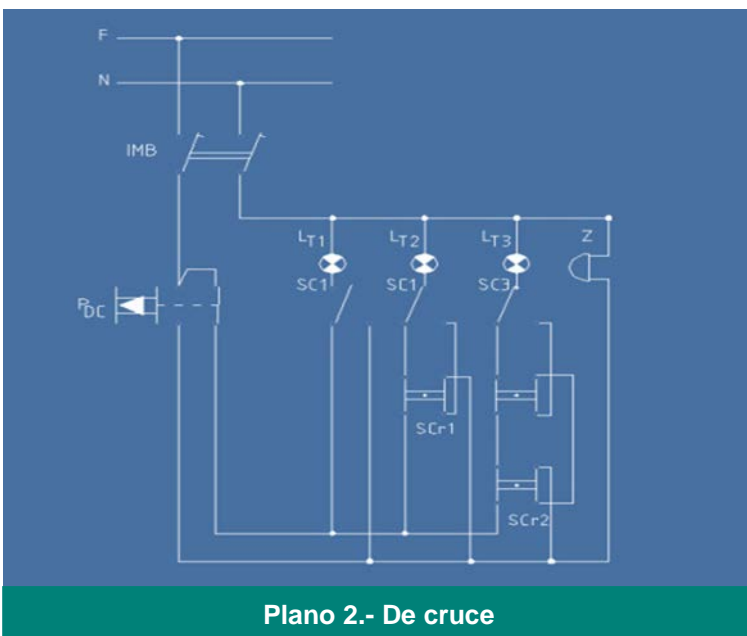 F
N
IMB
LT1 LT2 LT3 Z
SC1 SC1 SC3
PDC
SCr1
SCr2
Plano 2.- De cruce